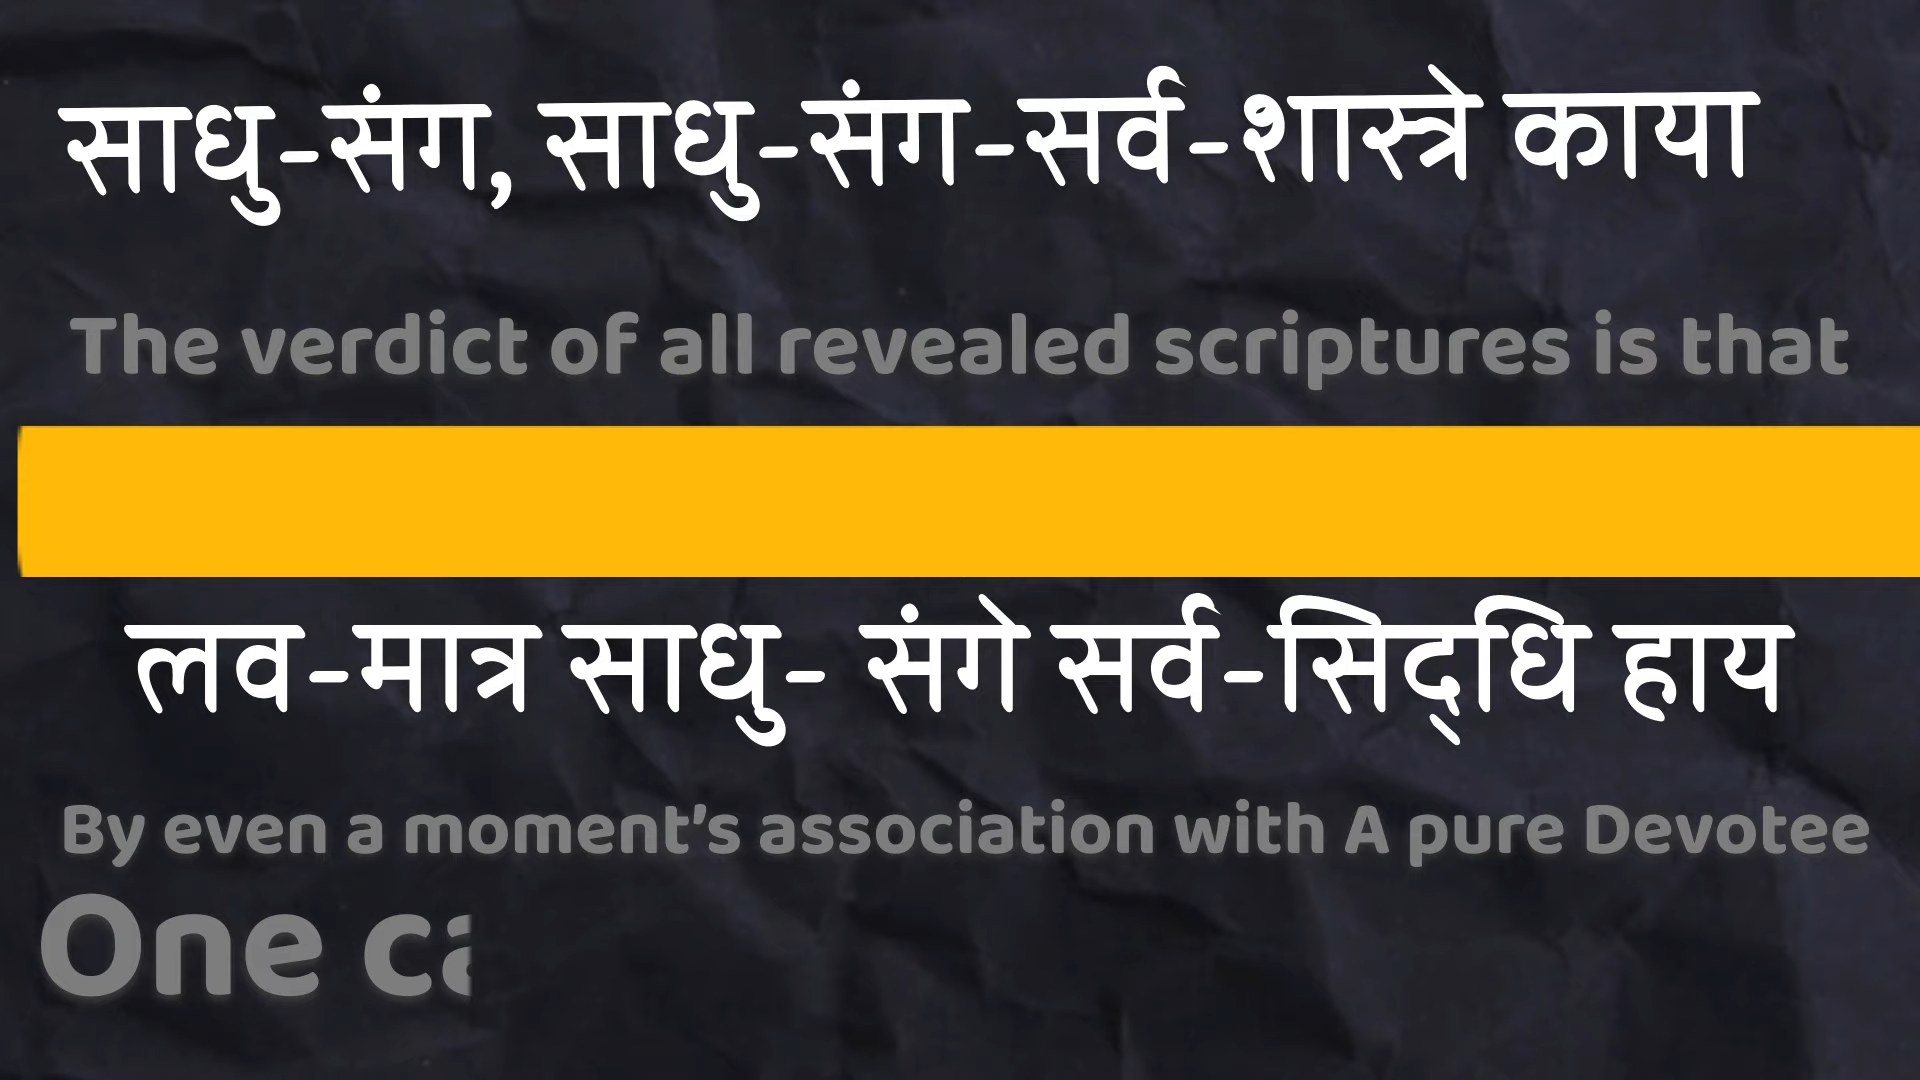 साधु-संग, साधु-संग-सर्व-शास्त्रे काया
The verdict of all revealed scriptures is that
लव-मात्र साधु- संगे सर्व-सिद्‌धि हाय
By even a moment's association with A pure Devotee
One